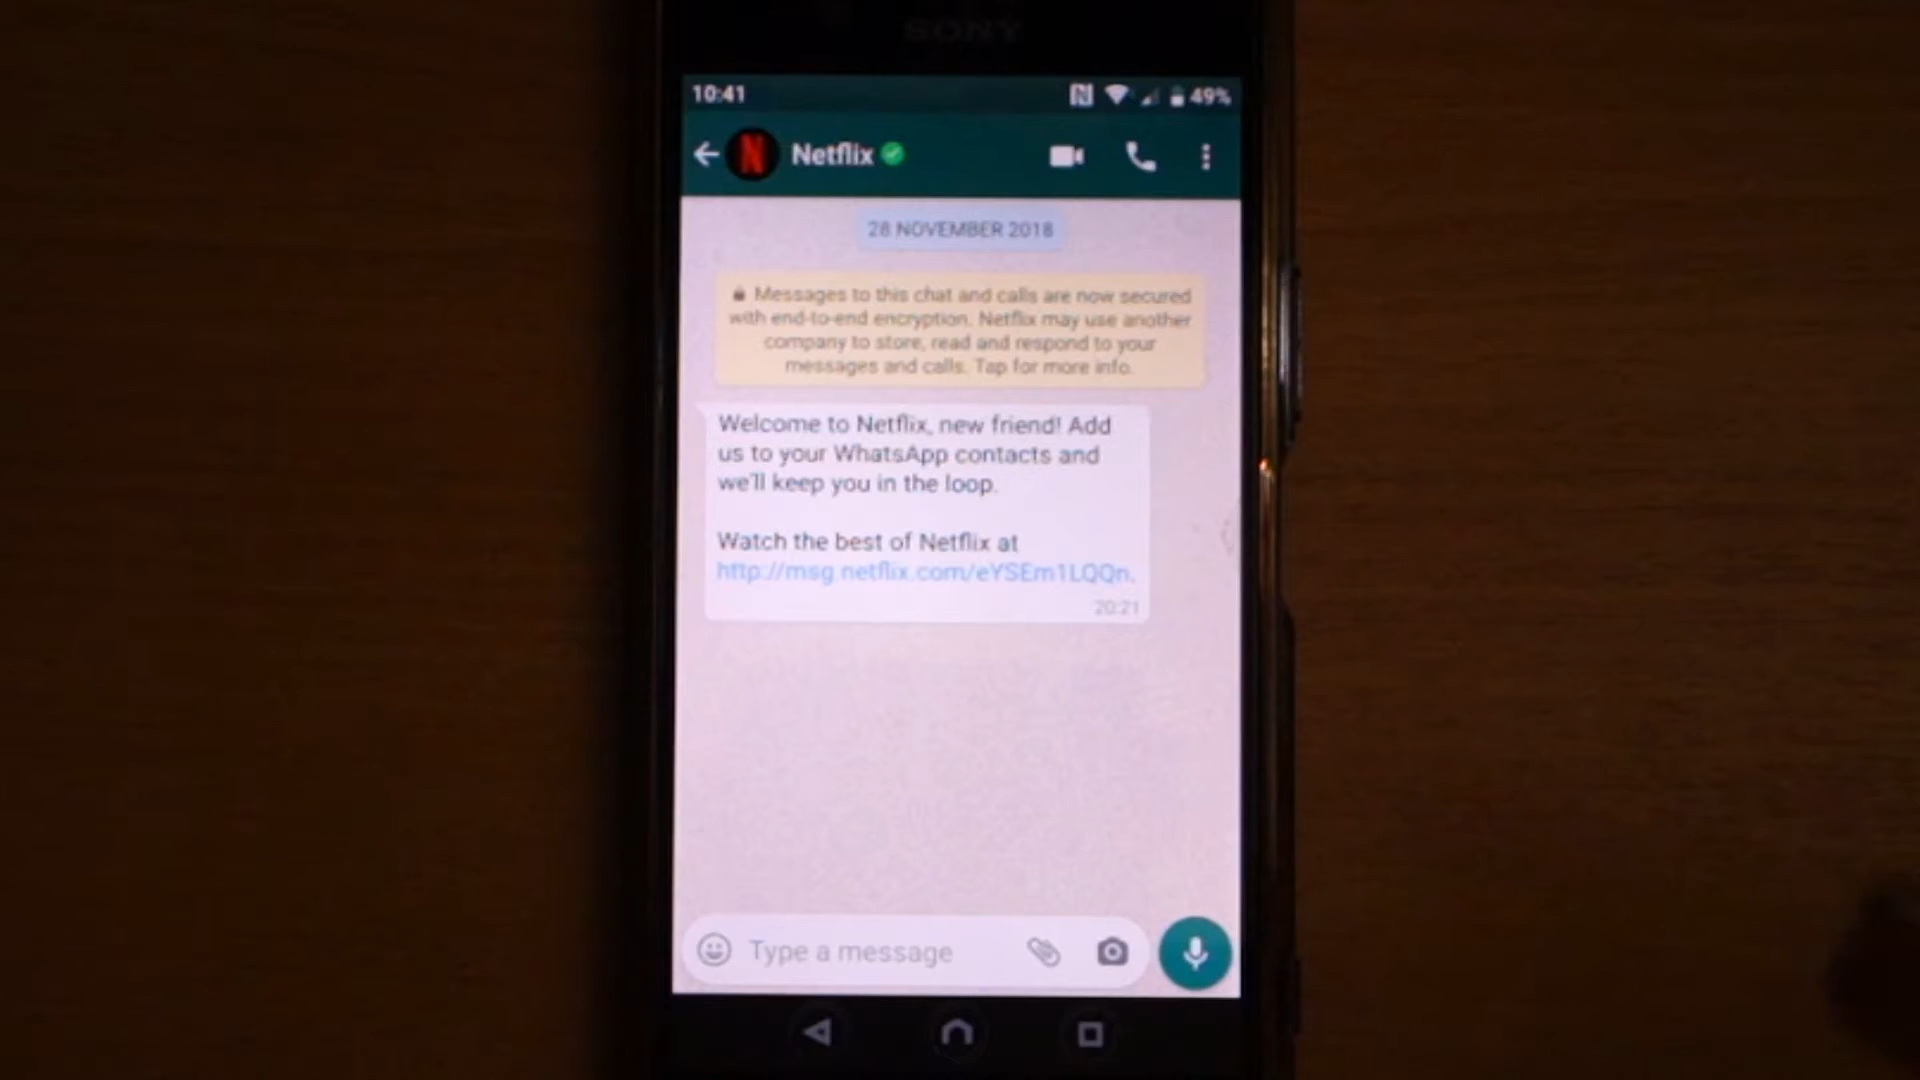 SONY
10:41
49%
Netflix
28 NOVEMBER 2018
Messages to this chat and calls are now secured
with end-to-end encryption. Netflix may use another
company to store, read and respond to your
messages and calls. Tap for more info.
Welcome to Netflix, new friend! Add
us to your WhatsApp contacts and
we'll keep you in the loop.
Watch the best of Netflix at
http://msg.netflix.com/eYSEm1LQQn.
20:21
Type a message